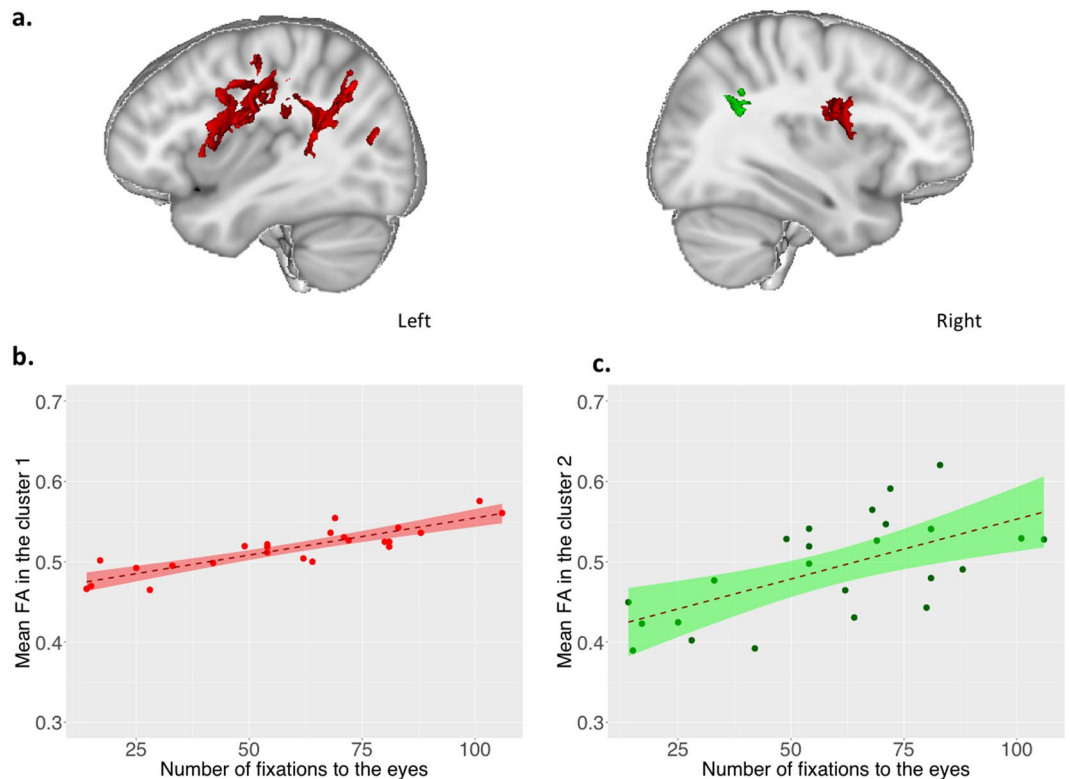 a.
Left
Right
b.
c.
Mean FA in the cluster 1
0.7
0.6
0.5
0.4
0.3
25
50
75
100
Number of fixations to the eyes
Mean FA in the cluster 2
0.7
0.6
0.5
0.4
0.3
25
50
75
100
Number of fixations to the eyes